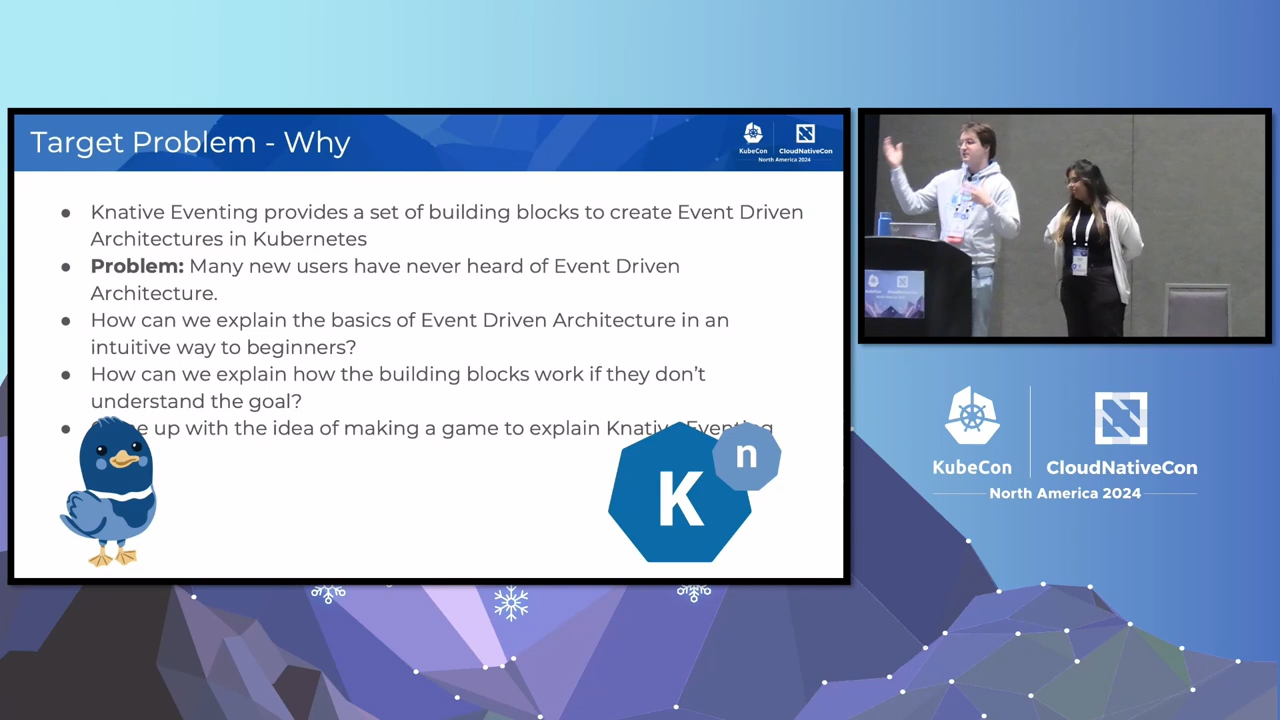 Target Problem - Why
KubeCon
CloudNativeCon
North America 2024
● Knative Eventing provides a set of building blocks to create Event Driven
Architectures in Kubernetes
● Problem: Many new users have never heard of Event Driven
Architecture.
● How can we explain the basics of Event Driven Architecture in an
intuitive way to beginners?
● How can we explain how the building blocks work if they don't
understand the goal?
● up with the idea of making a game to explain Knative Eventing
K
n
KubeCon
CloudNativeCon
North America 2024